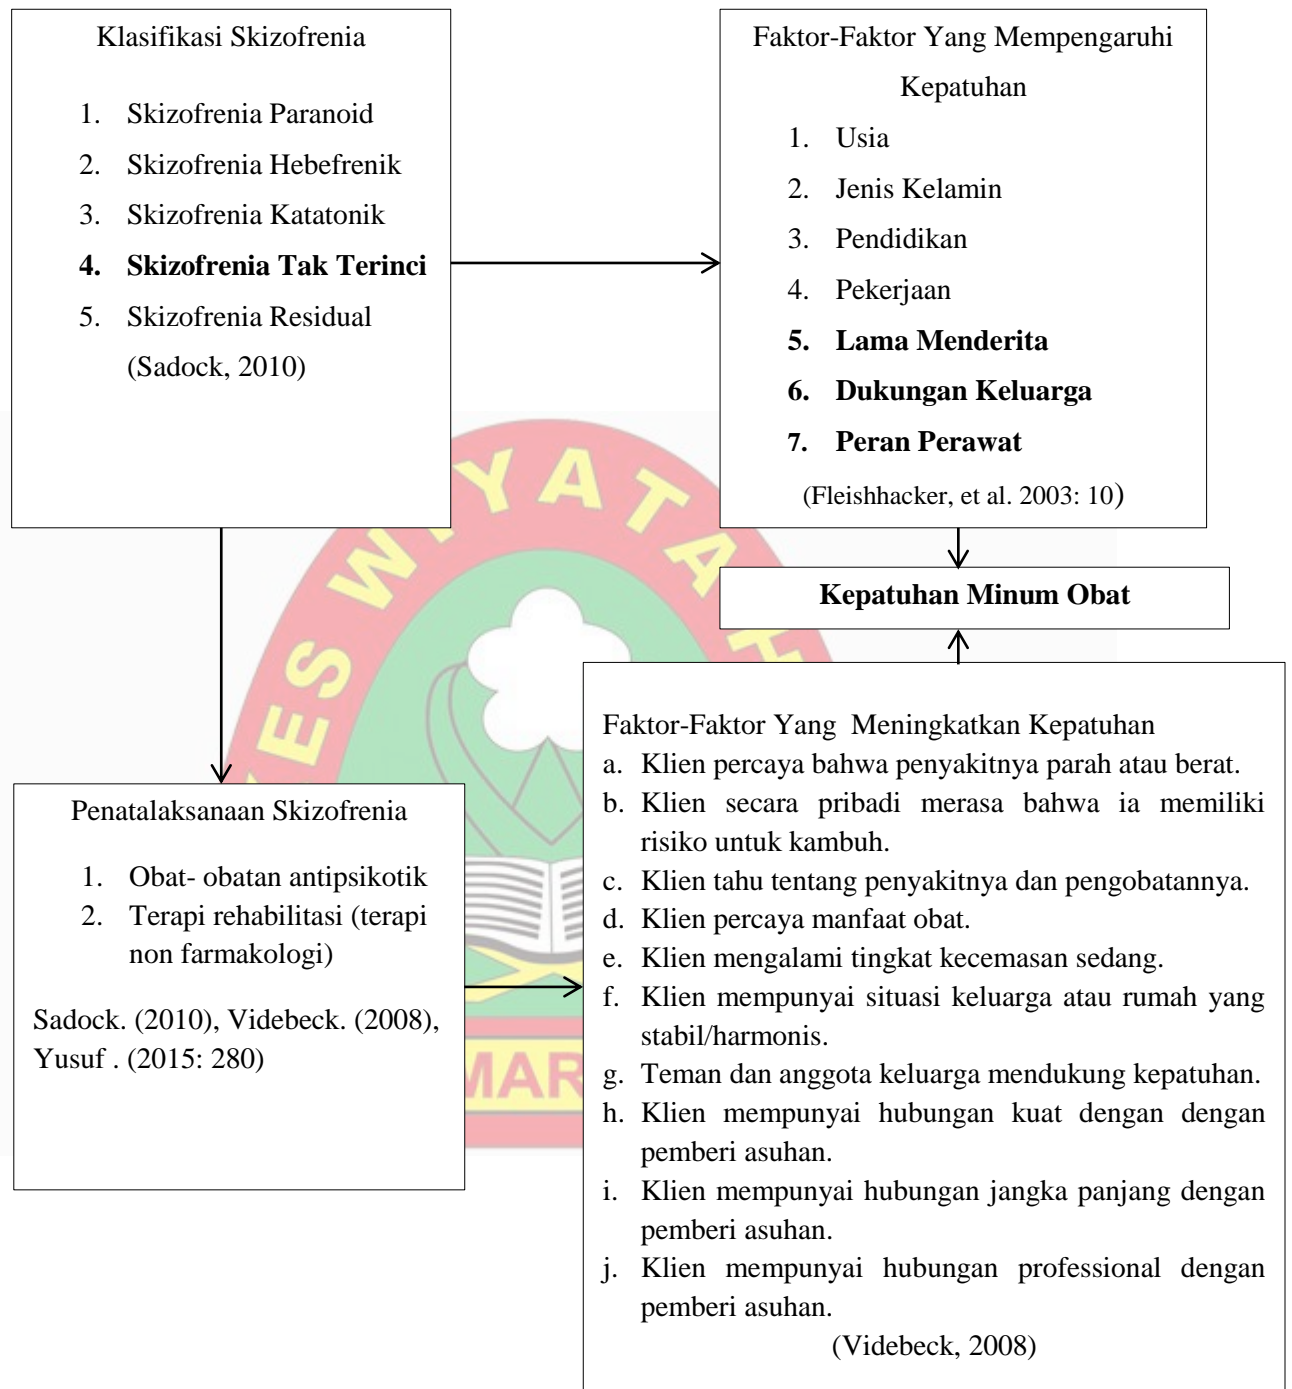 Klasifikasi Skizofrenia
1. Skizofrenia Paranoid
2. Skizofrenia Hebefrenik
3. Skizofrenia Katatonik
4. Skizofrenia Tak Terinci
5. Skizofrenia Residual
(Sadock, 2010)
Faktor-Faktor Yang Mempengaruhi
Kepatuhan
1. Usia
2. Jenis Kelamin
3. Pendidikan
4. Pekerjaan
5. Lama Menderita
6. Dukungan Keluarga
7. Peran Perawat
(Fleishhacker, et al. 2003: 10)
Kepatuhan Minum Obat
Penatalaksanaan Skizofrenia
1. Obat- obatan antipsikotik
2. Terapi rehabilitasi (terapi
non farmakologi)
Sadock. (2010), Videbeck. (2008),
Yusuf . (2015: 280)
Faktor-Faktor Yang Meningkatkan Kepatuhan
a. Klien percaya bahwa penyakitnya parah atau berat.
b. Klien secara pribadi merasa bahwa ia memiliki
risiko untuk kambuh.
c. Klien tahu tentang penyakitnya dan pengobatannya.
d. Klien percaya manfaat obat.
e. Klien mengalami tingkat kecemasan sedang.
f. Klien mempunyai situasi keluarga atau rumah yang
stabil/harmonis.
g. Teman dan anggota keluarga mendukung kepatuhan.
h. Klien mempunyai hubungan kuat dengan dengan
pemberi asuhan.
i. Klien mempunyai hubungan jangka panjang dengan
pemberi asuhan.
j. Klien mempunyai hubungan professional dengan
pemberi asuhan.
(Videbeck, 2008)